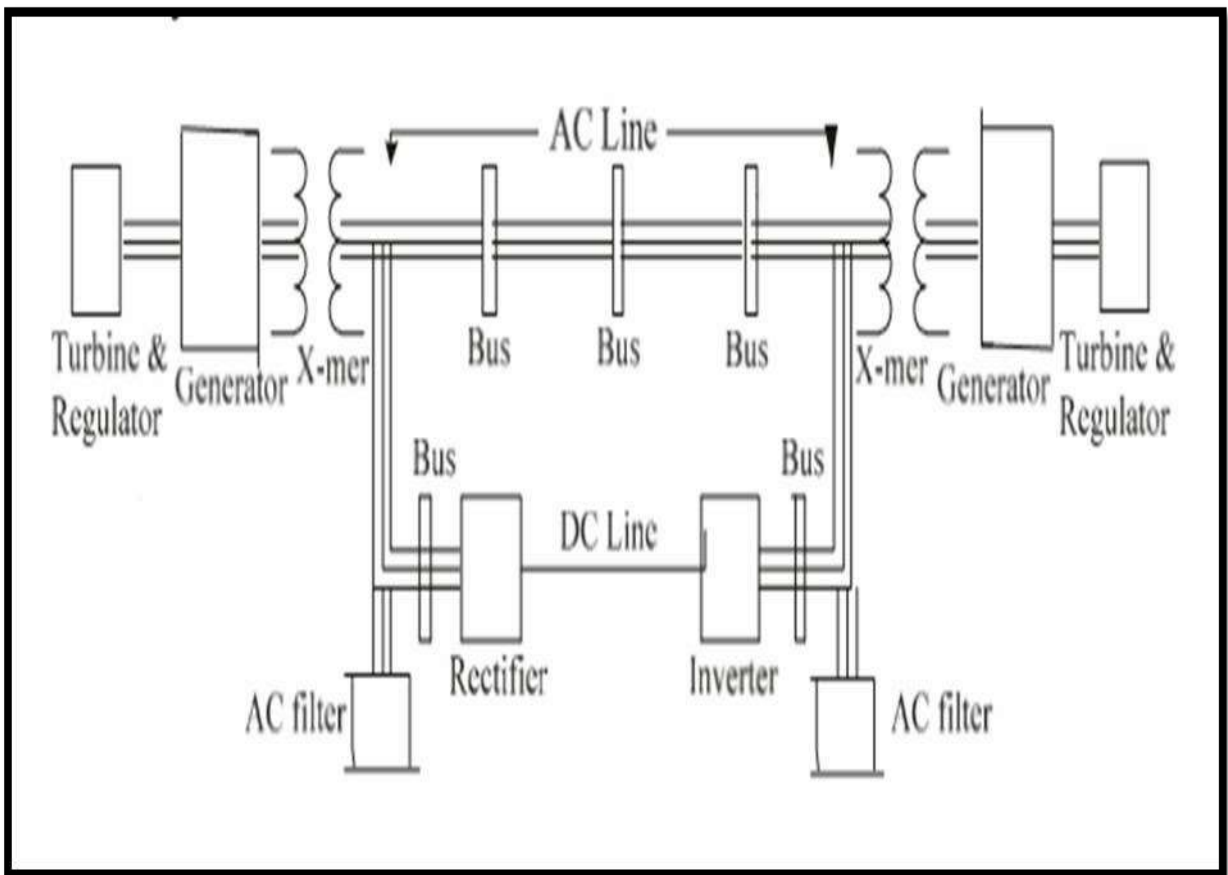 AC Line
Turbine &
Regulator
Generator
X-mer
Bus
Bus
Bus
X-mer
Generator
Turbine &
Regulator
Bus
Bus
DC Line
Rectifier
Inverter
AC filter
AC filter